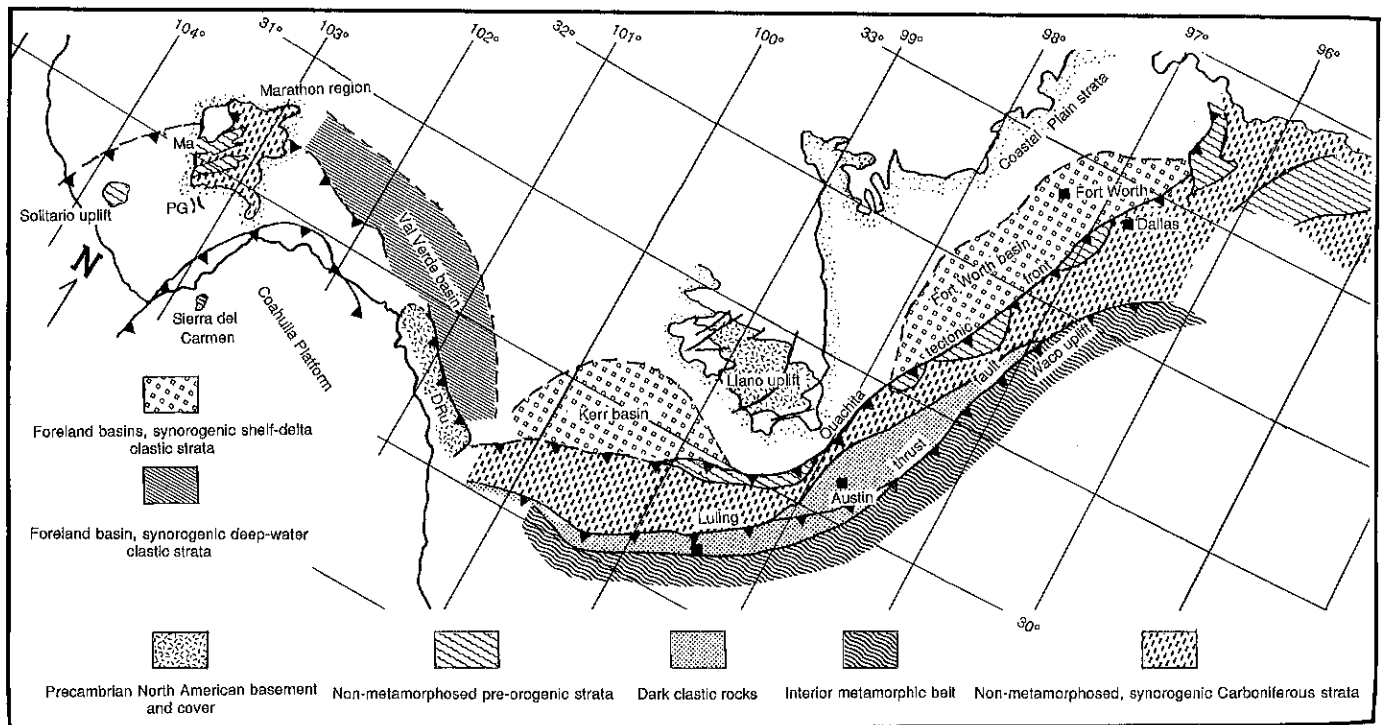 104°
31°
103°
102°
32°
101°
100°
33°
99°
98°
97°
96°
Marathon region
Ma
PG
Solitario uplift
N
Sierra del
Carmen
Coahuila Platform
Val Verde basin
DRu
Kerr basin
Llano uplift
Coastal Plain strata
Fort Worth
Dallas
Fort Worth basin
Ouachita tectonic front
Luling thrust fault
Waco uplift
Austin
30°
Foreland basins, synorogenic shelf-delta
clastic strata
Foreland basin, synorogenic deep-water
clastic strata
Precambrian North American basement
and cover
Non-metamorphosed pre-orogenic strata
Dark clastic rocks
Interior metamorphic belt
Non-metamorphosed, synorogenic Carboniferous strata